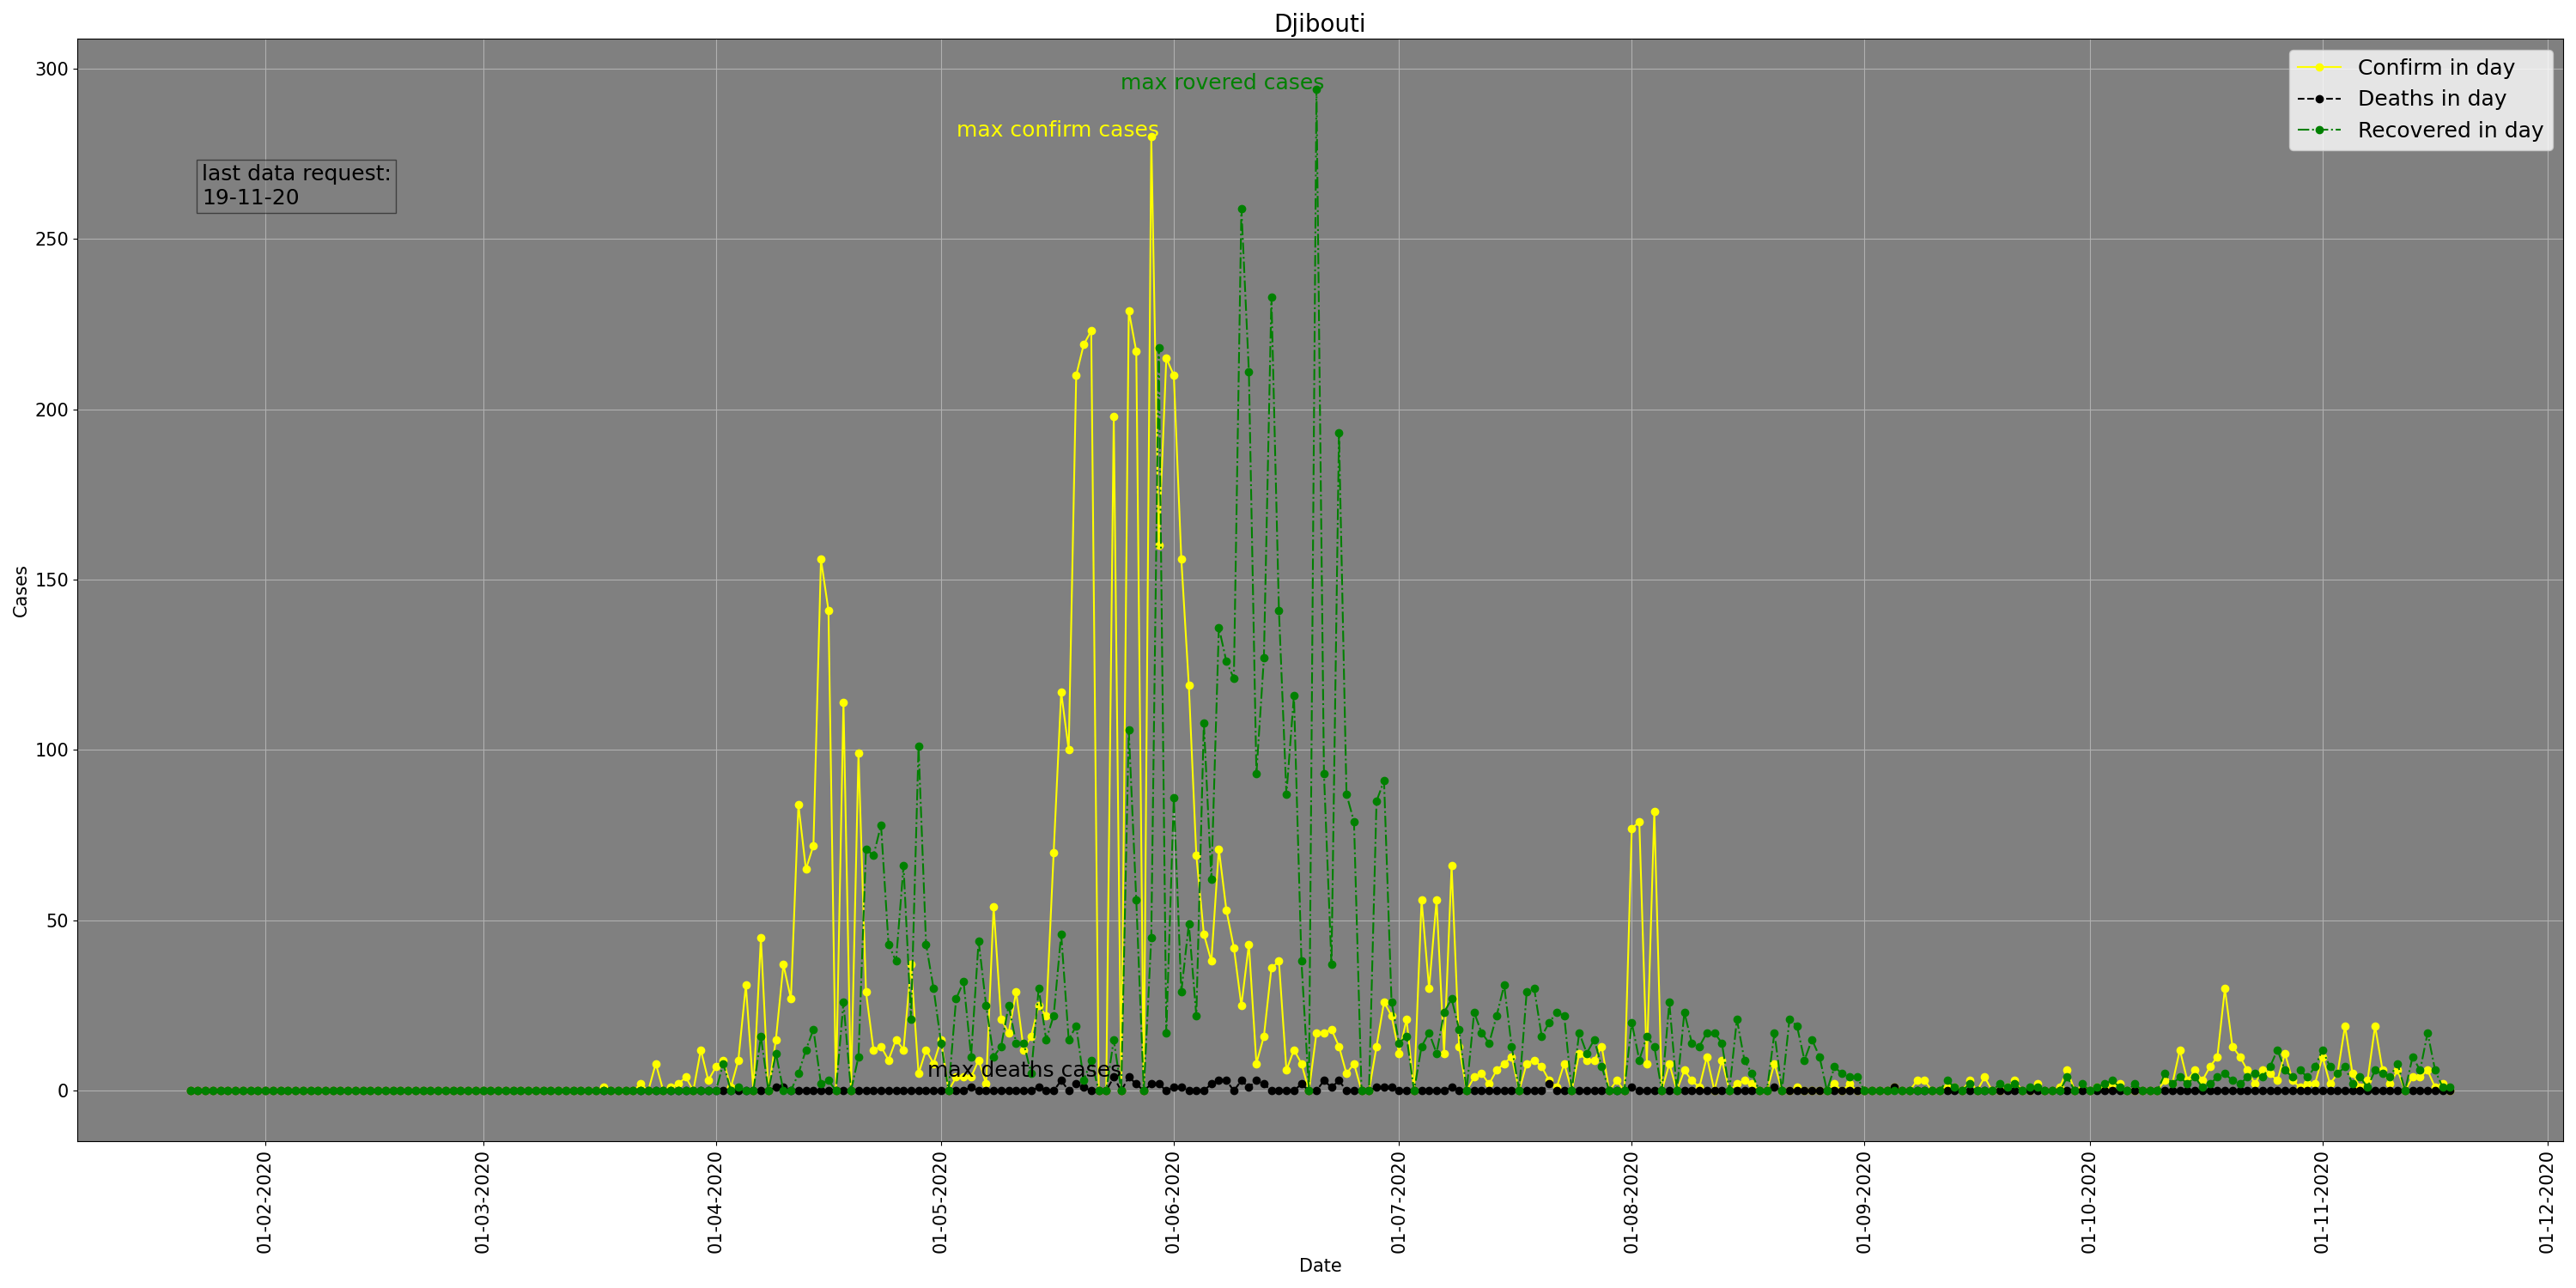 Djibouti
300
250
200
150
100
50
0
Cases
last data request:
19-11-20
max rovered cases
max confirm cases
max deaths cases
Confirm in day
Deaths in day
Recovered in day
01-02-2020
01-03-2020
01-04-2020
01-05-2020
01-06-2020
01-07-2020
01-08-2020
01-09-2020
01-10-2020
01-11-2020
01-12-2020
Date